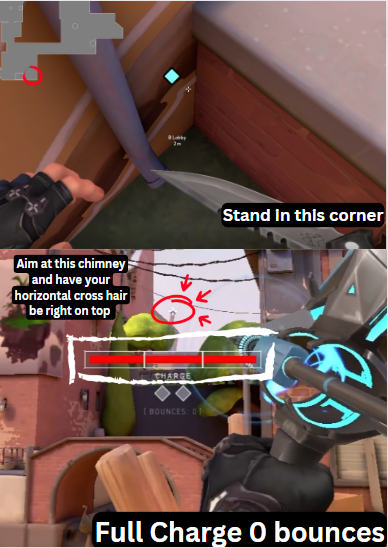 B Lobby
2 m
Stand in this corner
Aim at this chimney
and have your
horizontal cross hair
be right on top
CHARGE
[ BOUNCES: 0 ]
Full Charge 0 bounces